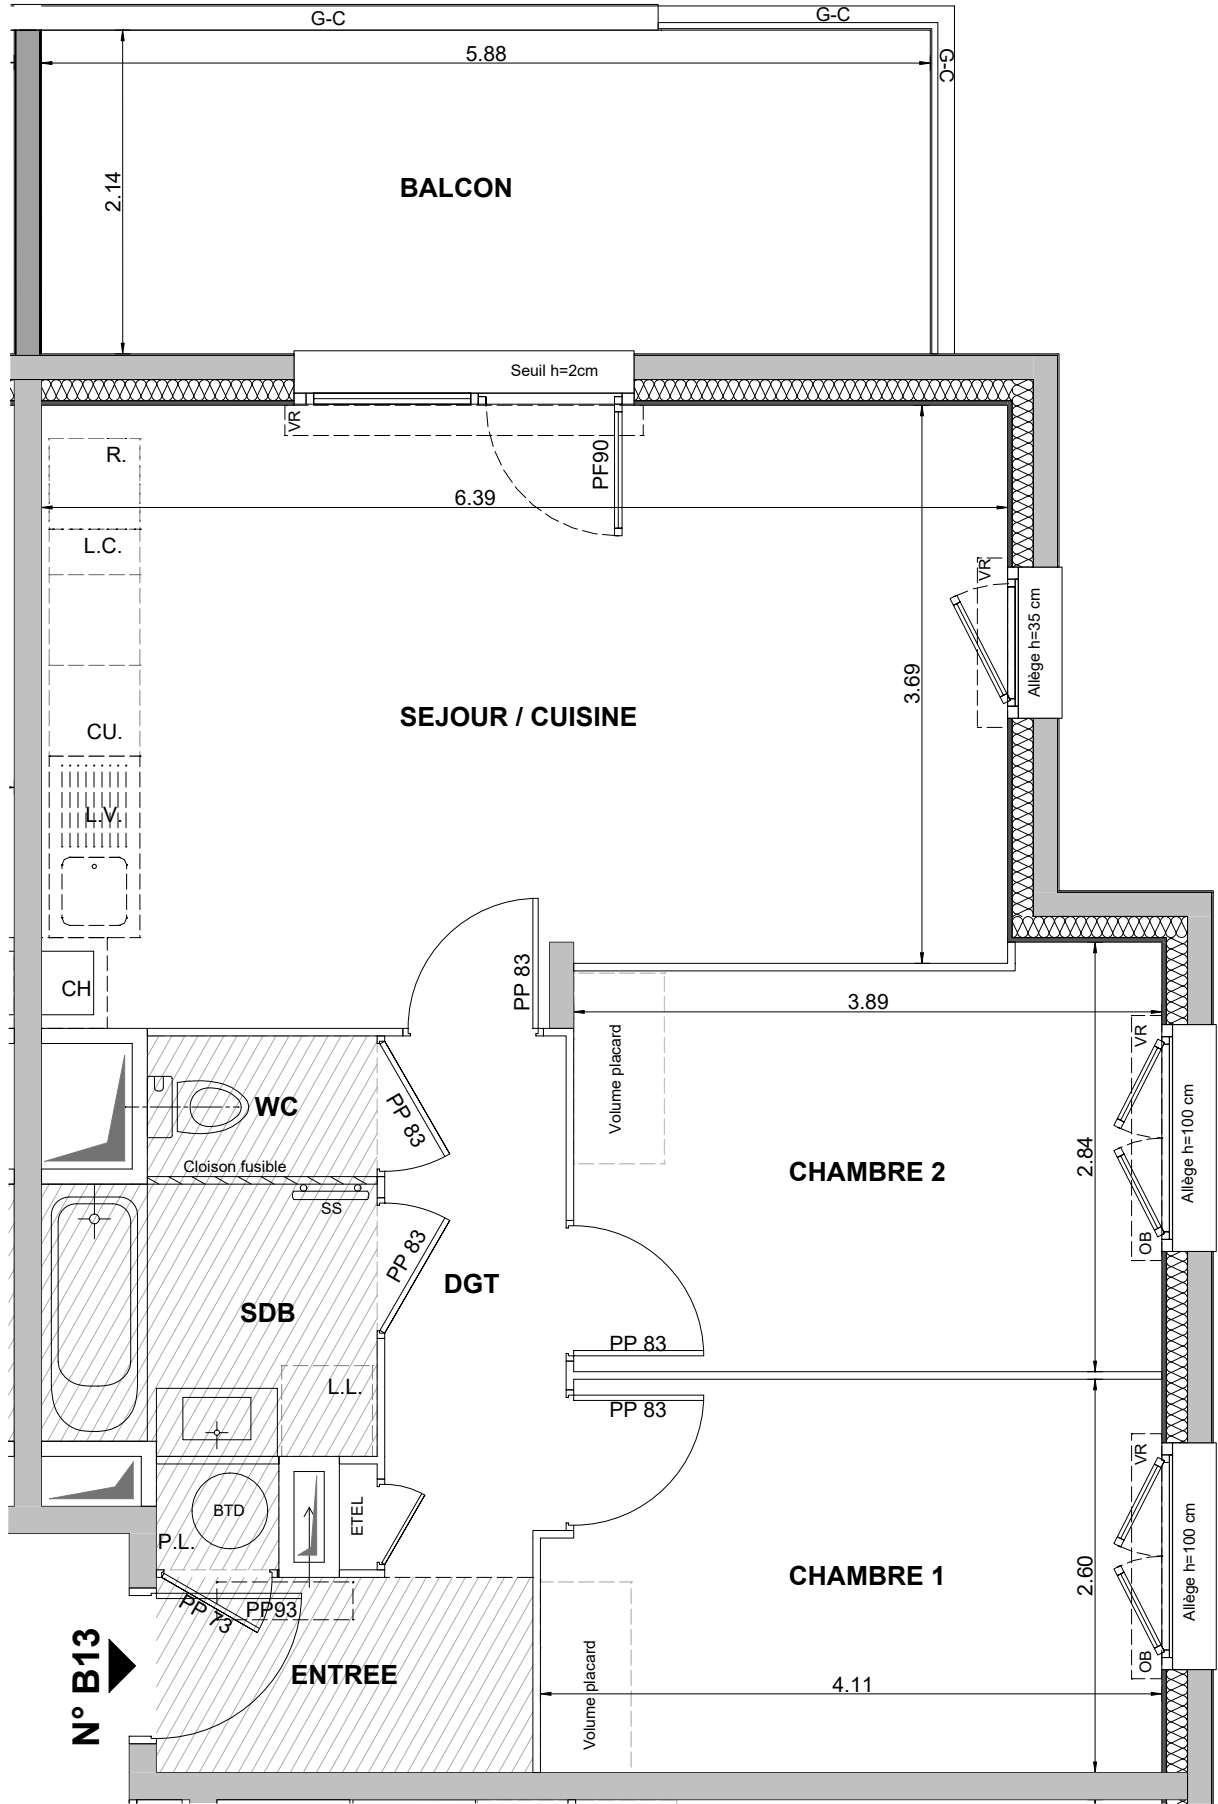 G-C
G-C
G-C
5.88
2.14
BALCON
Seuil h=2cm
VR
PF90
R.
6.39
L.C.
VR
Allège h=35 cm
3.69
SEJOUR / CUISINE
CU.
L.V.
PP 83
CH
3.89
VR
Volume placard
WC
PP 83
Cloison fusible
SS
CHAMBRE 2
2.84
Allège h=100 cm
OB
PP 83
DGT
SDB
PP 83
L.L.
PP 83
VR
BTD
ETEL
P.L.
CHAMBRE 1
2.60
Allège h=100 cm
PP 73
PP93
N° B13
ENTREE
Volume placard
4.11
OB